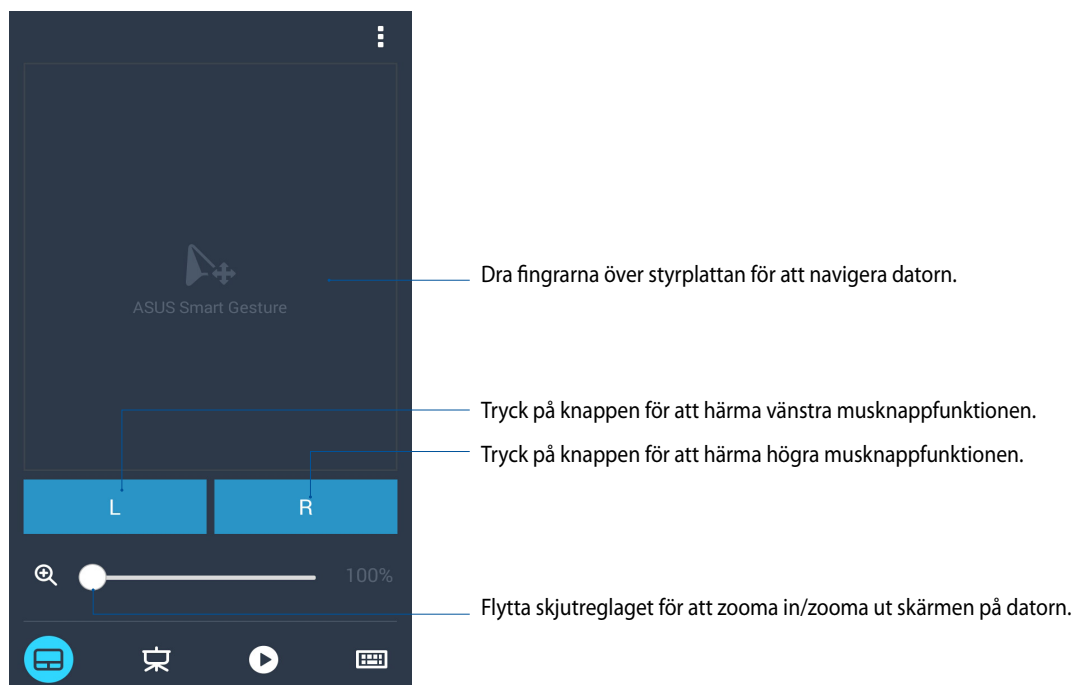 Dra fingrarna över styrplattan för att navigera datorn.
ASUS Smart Gesture
Tryck på knappen för att härma vänstra musknappfunktionen.
Tryck på knappen för att härma högra musknappfunktionen.
L
R
100%
Flytta skjutreglaget för att zooma in/zooma ut skärmen på datorn.